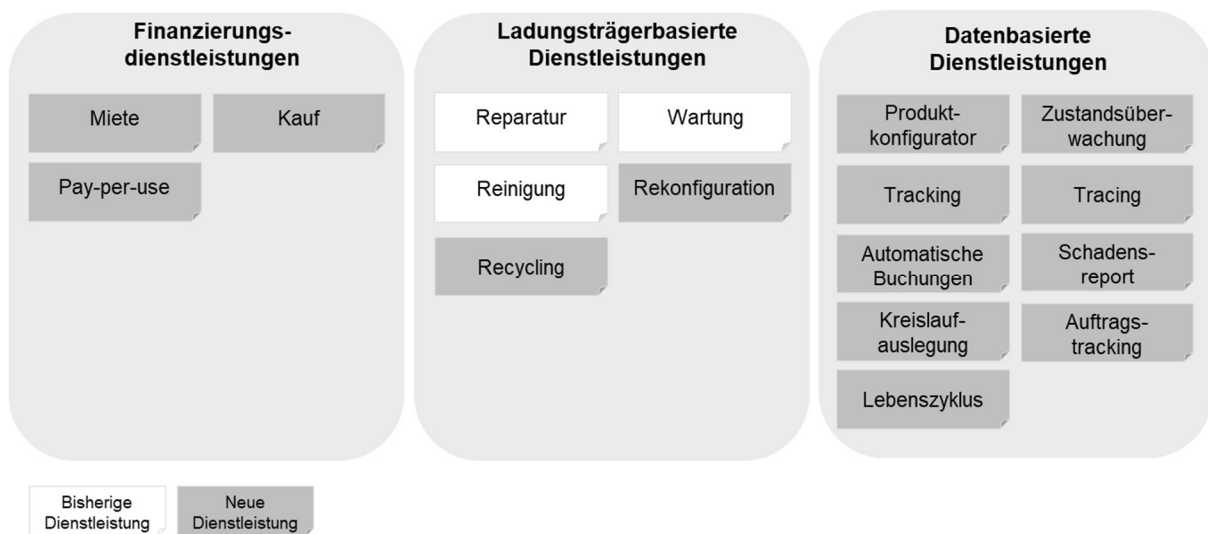 Finanzierungs-
dienstleistungen
Miete
Kauf
Pay-per-use
Ladungsträgerbasierte
Dienstleistungen
Reparatur
Wartung
Reinigung
Rekonfiguration
Recycling
Datenbasierte
Dienstleistungen
Produkt-
konfigurator
Zustandsüber-
wachung
Tracking
Tracing
Automatische
Buchungen
Schadens-
report
Kreislauf-
auslegung
Auftrags-
tracking
Lebenszyklus
Bisherige
Dienstleistung
Neue
Dienstleistung